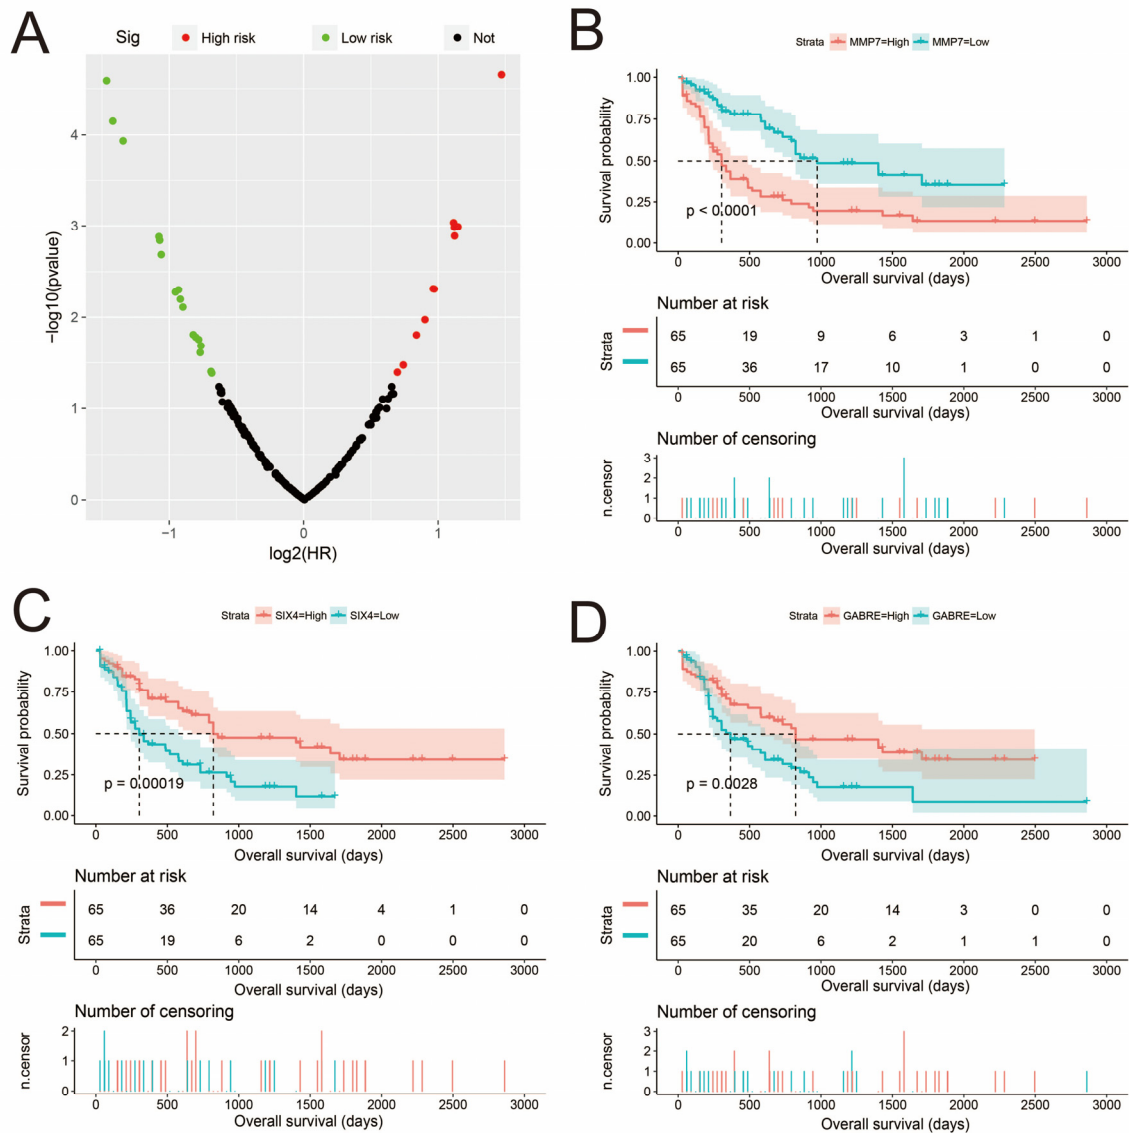 A
Sig High risk Low risk Not
−log10(pvalue)
4
3
2
1
0
−1 0 1
log2(HR)
B
Strata MMP7=High MMP7=Low
Survival probability
1.00
0.75
0.50
0.25
0.00
p < 0.0001
0 500 1000 1500 2000 2500 3000
Overall survival (days)
Number at risk
Strata
65 19 9 6 3 1 0
65 36 17 10 1 0 0
0 500 1000 1500 2000 2500 3000
Overall survival (days)
Number of censoring
n.censor
3
2
1
0
0 500 1000 1500 2000 2500 3000
Overall survival (days)
C
Strata SIX4=High SIX4=Low
Survival probability
1.00
0.75
0.50
0.25
0.00
p = 0.00019
0 500 1000 1500 2000 2500 3000
Overall survival (days)
Number at risk
Strata
65 36 20 14 4 1 0
65 19 6 2 0 0 0
0 500 1000 1500 2000 2500 3000
Overall survival (days)
Number of censoring
n.censor
2
1
0
0 500 1000 1500 2000 2500 3000
Overall survival (days)
D
Strata GABRE=High GABRE=Low
Survival probability
1.00
0.75
0.50
0.25
0.00
p = 0.0028
0 500 1000 1500 2000 2500 3000
Overall survival (days)
Number at risk
Strata
65 35 20 14 3 0 0
65 20 6 2 1 1 0
0 500 1000 1500 2000 2500 3000
Overall survival (days)
Number of censoring
n.censor
3
2
1
0
0 500 1000 1500 2000 2500 3000
Overall survival (days)